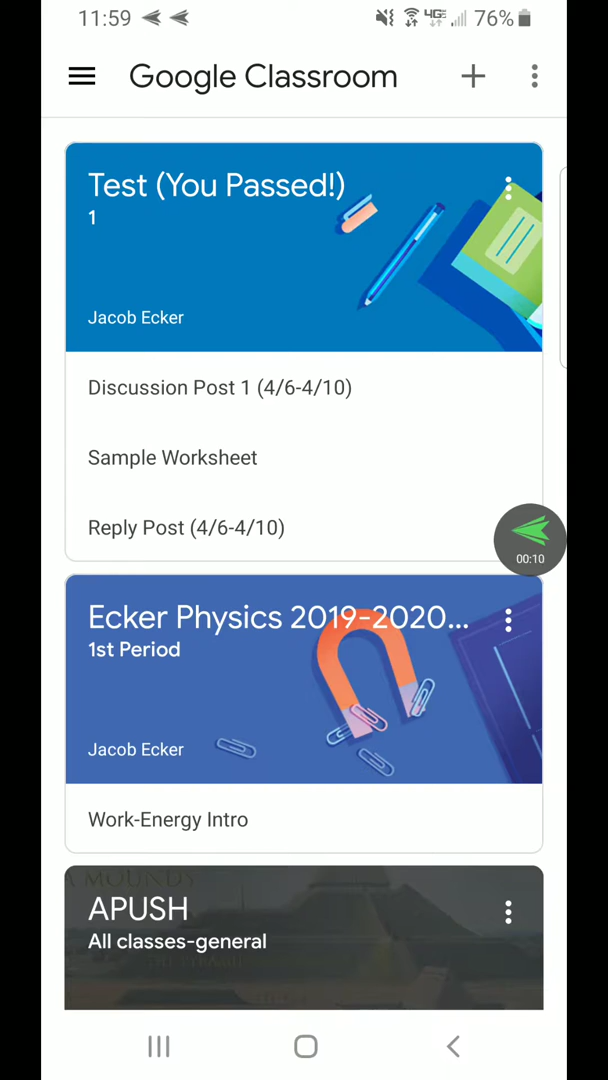 11:59
4GE 76%
Google Classroom
Test (You Passed!)
1
Jacob Ecker
Discussion Post 1 (4/6-4/10)
Sample Worksheet
Reply Post (4/6-4/10)
00:10
Ecker Physics 2019-2020...
1st Period
Jacob Ecker
Work-Energy Intro
APUSH
All classes-general